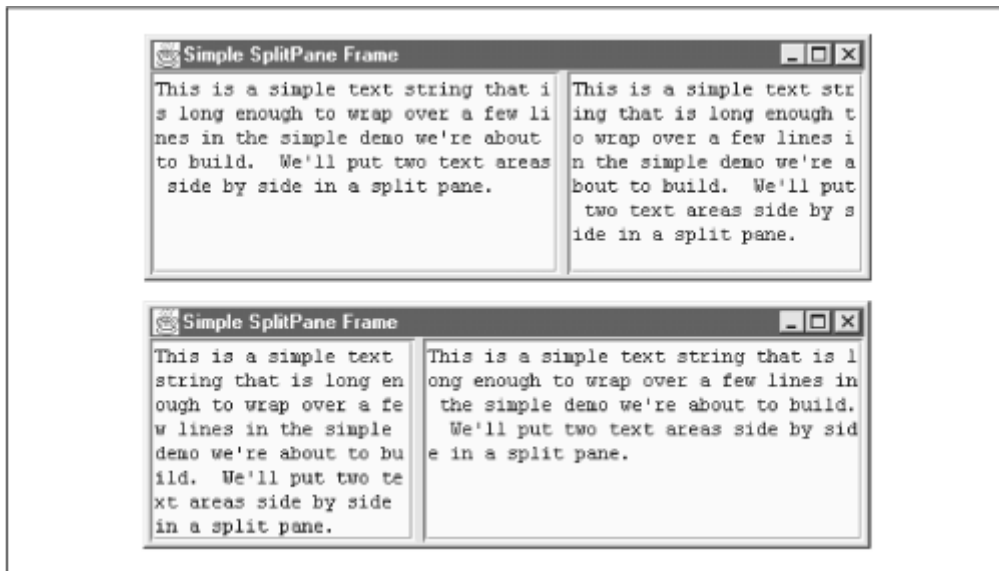 Simple SplitPane Frame
This is a simple text string that i
s long enough to wrap over a few li
nes in the simple demo we're about
to build.  We'll put two text areas
 side by side in a split pane.
This is a simple text str
ing that is long enough t
o wrap over a few lines i
n the simple demo we're a
bout to build.  We'll put
 two text areas side by s
ide in a split pane.
Simple SplitPane Frame
This is a simple text
string that is long en
ough to wrap over a fe
w lines in the simple
demo we're about to bu
ild.  We'll put two te
xt areas side by side
in a split pane.
This is a simple text string that is l
ong enough to wrap over a few lines in
 the simple demo we're about to build.
  We'll put two text areas side by sid
e in a split pane.